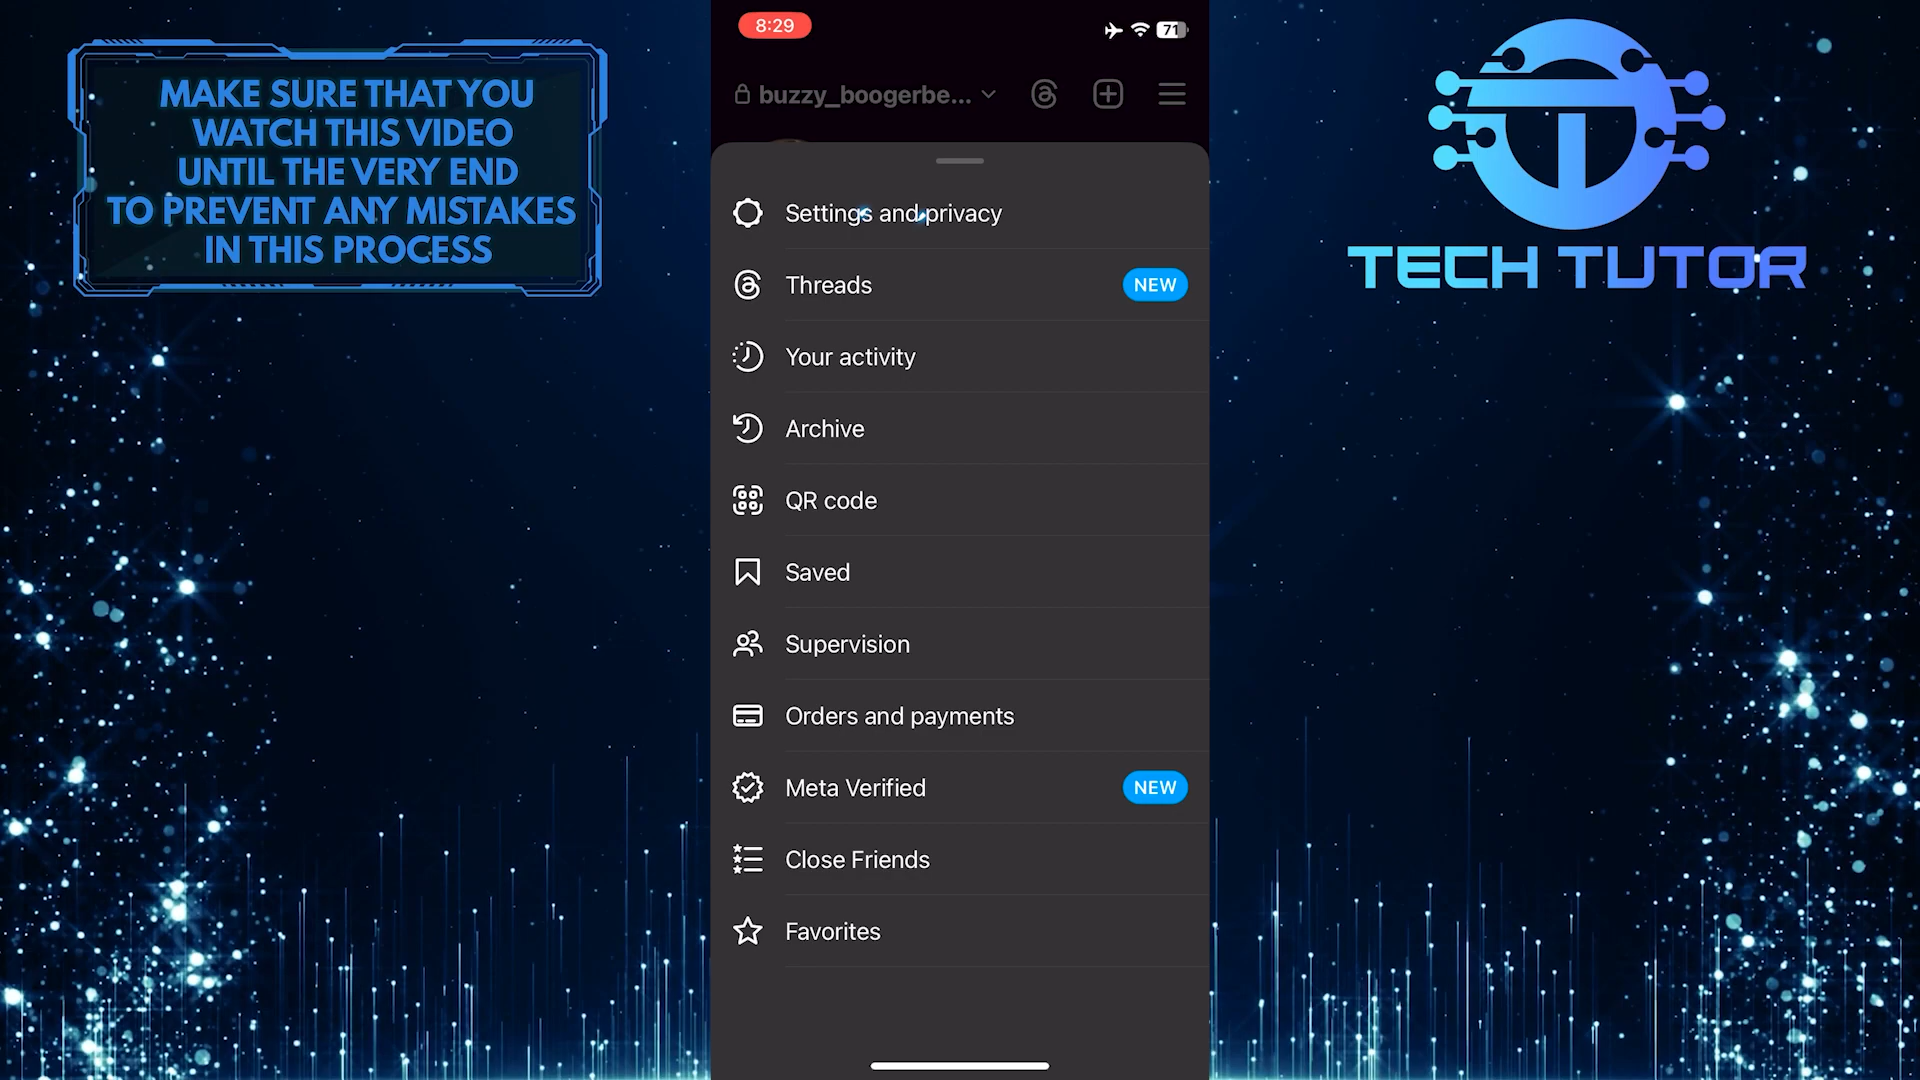 MAKE SURE THAT YOU
WATCH THIS VIDEO
UNTIL THE VERY END
TO PREVENT ANY MISTAKES
IN THIS PROCESS
8:29
71
buzzy_boogerbe...
Settings and privacy
Threads NEW
Your activity
Archive
QR code
Saved
Supervision
Orders and payments
Meta Verified NEW
Close Friends
Favorites
TECH TUTOR